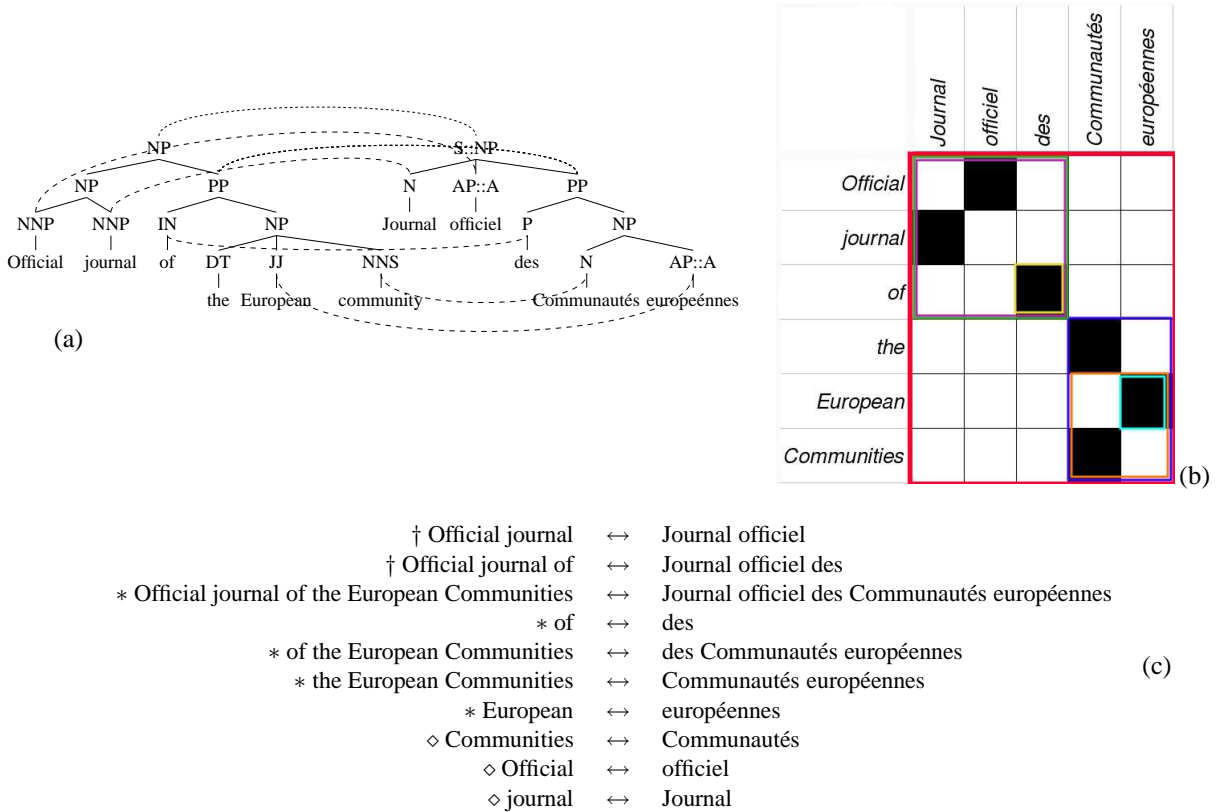 NP S::NP
NP PP N AP::A PP
NNP NNP IN NP Journal officiel P NP
Official journal of DT JJ NNS des N AP::A
the European community Communautés europeénnes
(a)
Journal
officiel
des
Communautés
européennes
Official
journal
of
the
European
Communities
(b)
† Official journal ↔ Journal officiel
† Official journal of ↔ Journal officiel des
∗ Official journal of the European Communities ↔ Journal officiel des Communautés européennes
∗ of ↔ des
∗ of the European Communities ↔ des Communautés européennes
(c)
∗ the European Communities ↔ Communautés européennes
∗ European ↔ européennes
⋄ Communities ↔ Communautés
⋄ Official ↔ officiel
⋄ journal ↔ Journal